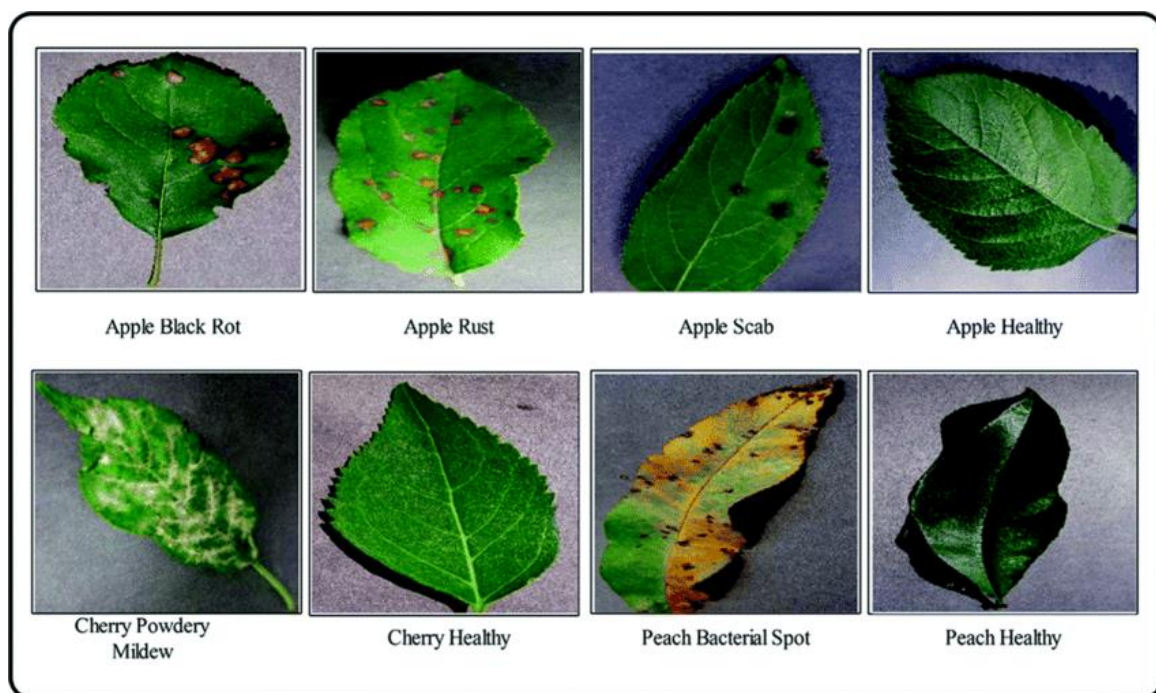 Apple Black Rot
Apple Rust
Apple Scab
Apple Healthy
Cherry Powdery
Mildew
Cherry Healthy
Peach Bacterial Spot
Peach Healthy